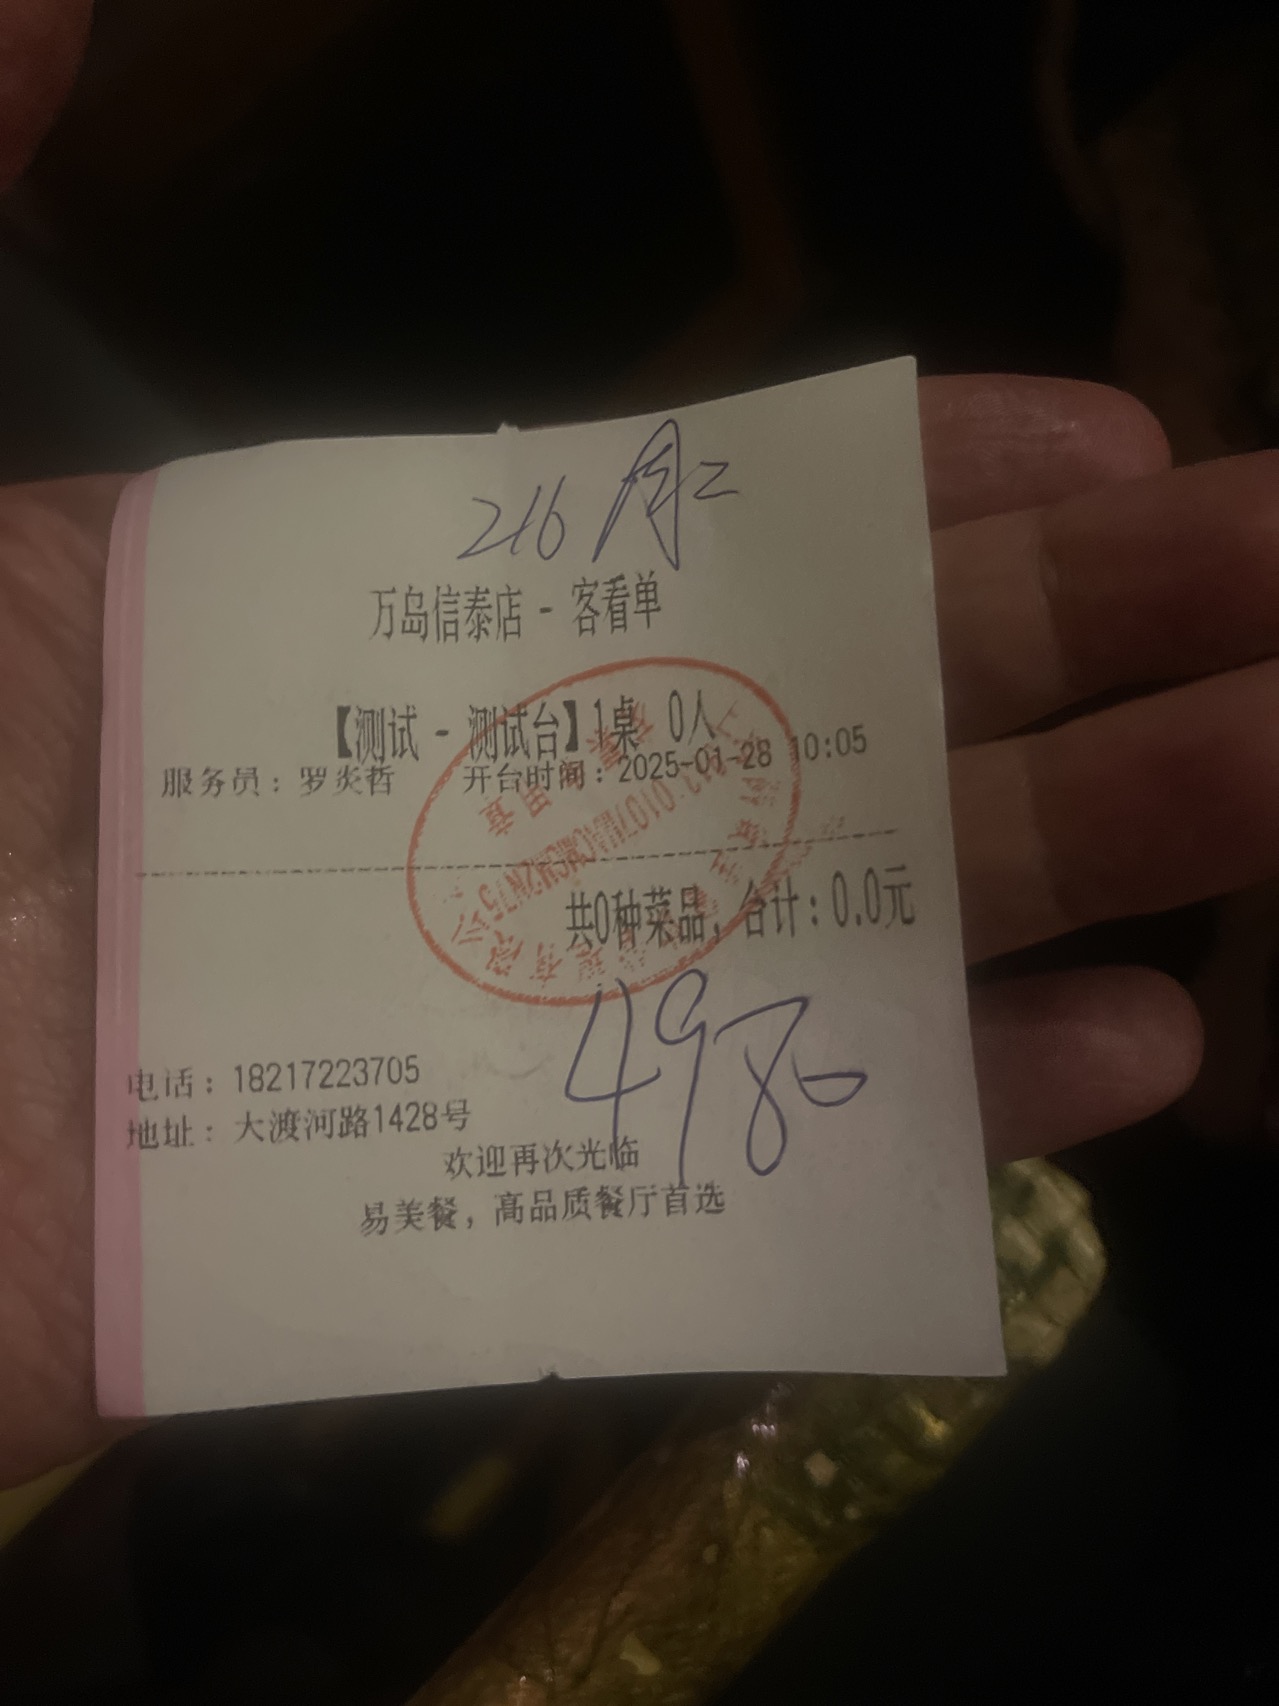 216
万岛信泰店 - 客看单
【测试 - 测试台】1桌 0人
服务员：罗炎哲 开台时间：2025-01-28 10:05
共0种菜品，合计：0.0元
498
电话：18217223705
地址：大渡河路1428号
欢迎再次光临
易美餐，高品质餐厅首选